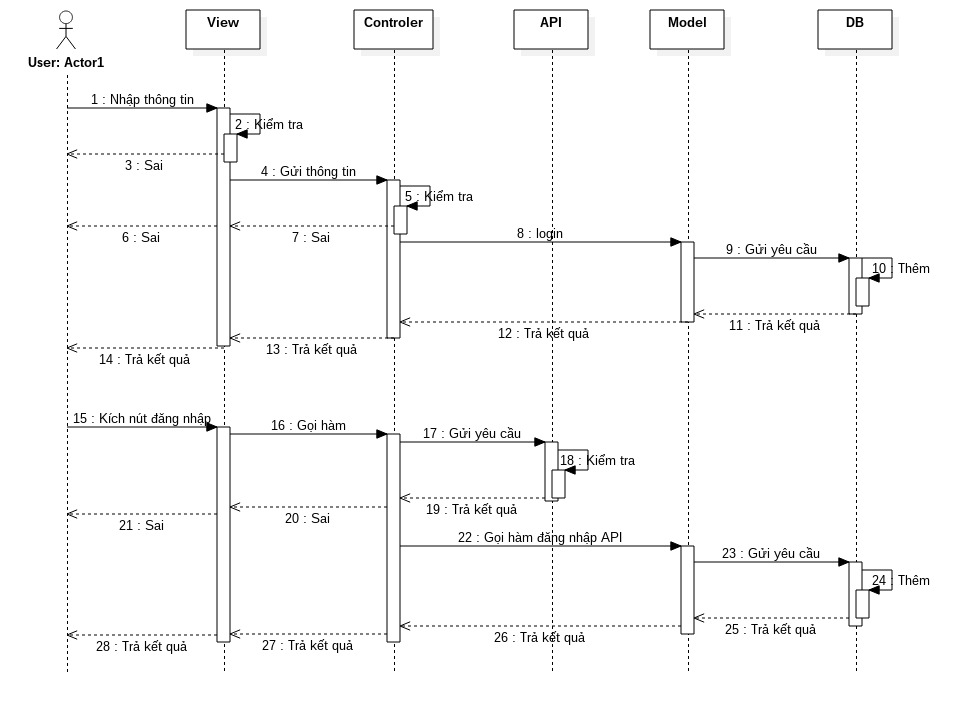 View
Controler
API
Model
DB
User: Actor1
1 : Nhập thông tin
2 : Kiểm tra
3 : Sai
4 : Gửi thông tin
5 : Kiểm tra
6 : Sai
7 : Sai
8 : login
9 : Gửi yêu cầu
10 : Thêm
11 : Trả kết quả
12 : Trả kết quả
13 : Trả kết quả
14 : Trả kết quả
15 : Kích nút đăng nhập
16 : Gọi hàm
17 : Gửi yêu cầu
18 : Kiểm tra
19 : Trả kết quả
20 : Sai
21 : Sai
22 : Gọi hàm đăng nhập API
23 : Gửi yêu cầu
24 : Thêm
25 : Trả kết quả
26 : Trả kết quả
27 : Trả kết quả
28 : Trả kết quả